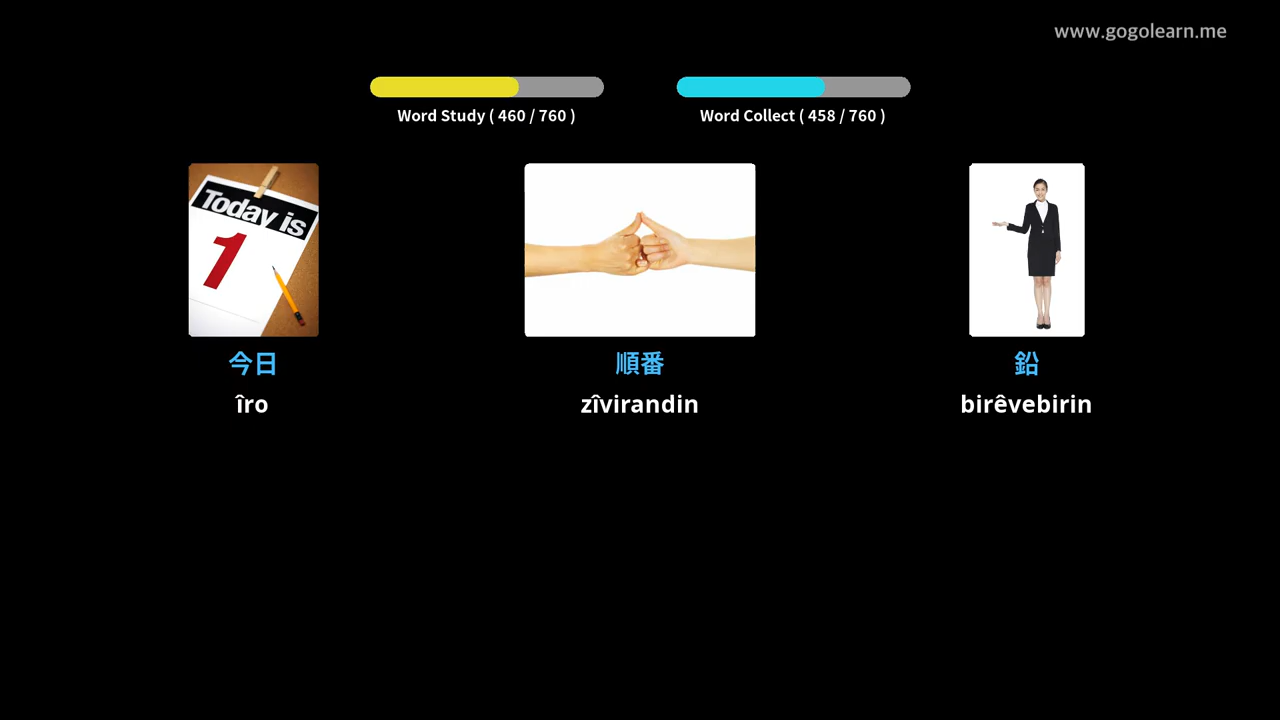 www.gogolearn.me
Word Study ( 460 / 760 )
Word Collect ( 458 / 760 )
Today is
1
今日
順番
鉛
îro
zîvirandin
birêvebirin